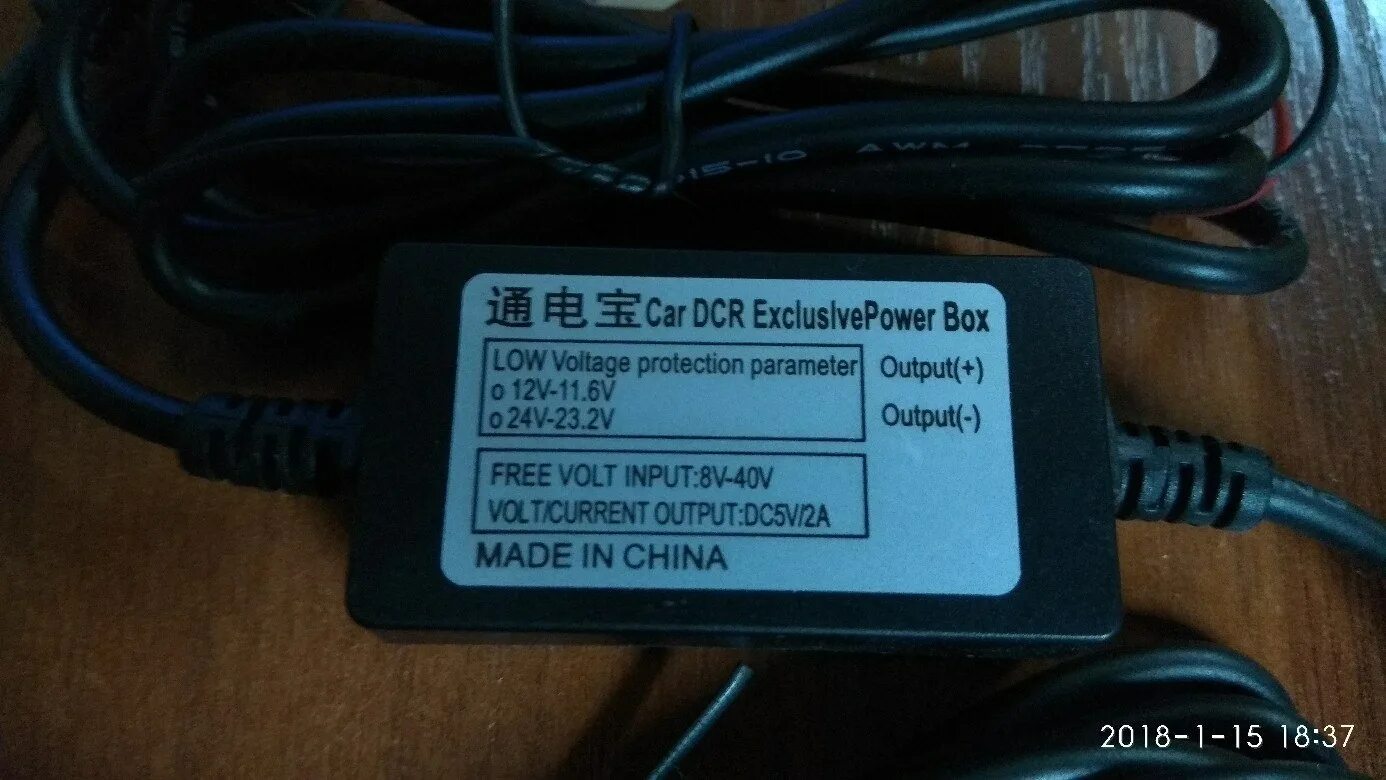 15-10 AWM
通电宝Car DCR ExclusIvePower Box
LOW Voltage protection parameter
o 12V-11.6V
o 24V-23.2V
Output(+)
Output(-)
FREE VOLT INPUT:8V-40V
VOLT/CURRENT OUTPUT:DC5V/2A
MADE IN CHINA
2018-1-15 18:37